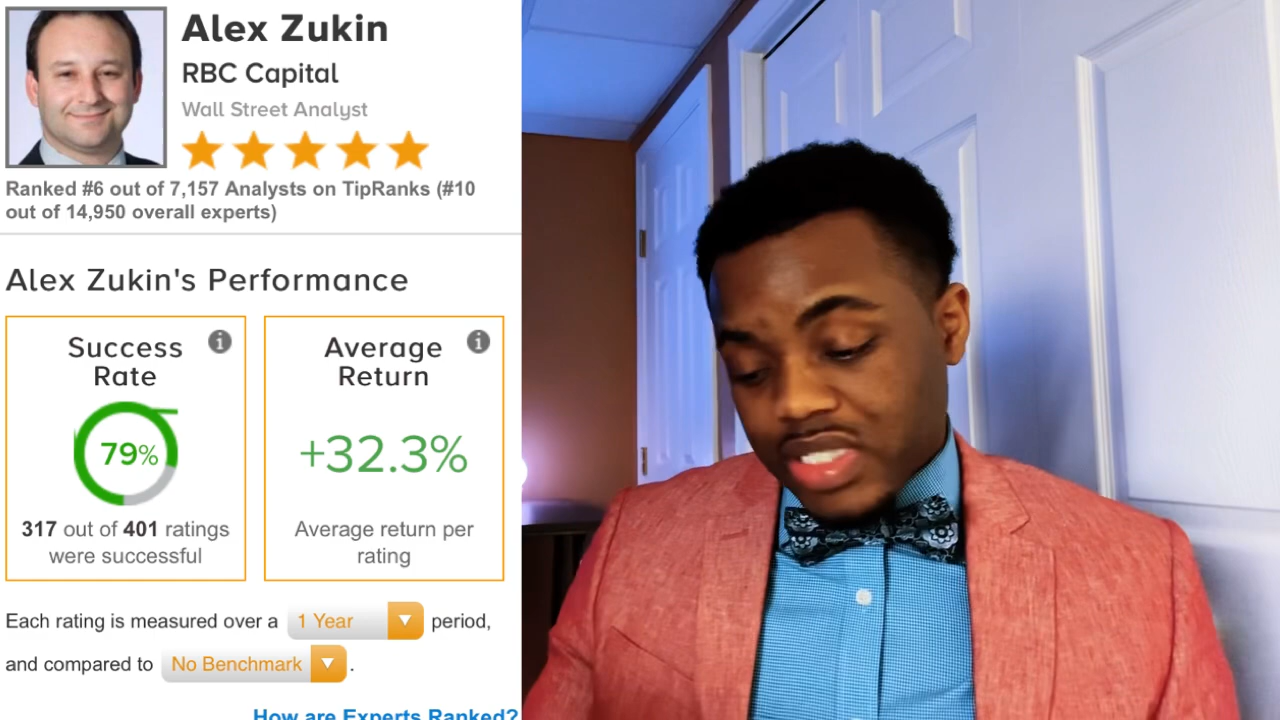 Alex Zukin
RBC Capital
Wall Street Analyst
Ranked #6 out of 7,157 Analysts on TipRanks (#10
out of 14,950 overall experts)
Alex Zukin's Performance
Success
Rate
79%
317 out of 401 ratings
were successful
Average
Return
+32.3%
Average return per
rating
Each rating is measured over a 1 Year period,
and compared to No Benchmark .
How are Experts Ranked?